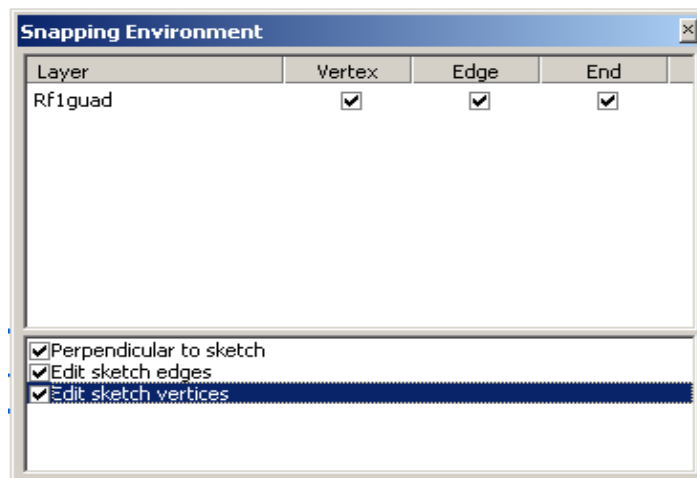 Snapping Environment
Layer Vertex Edge End
Rf1guad
Perpendicular to sketch
Edit sketch edges
Edit sketch vertices